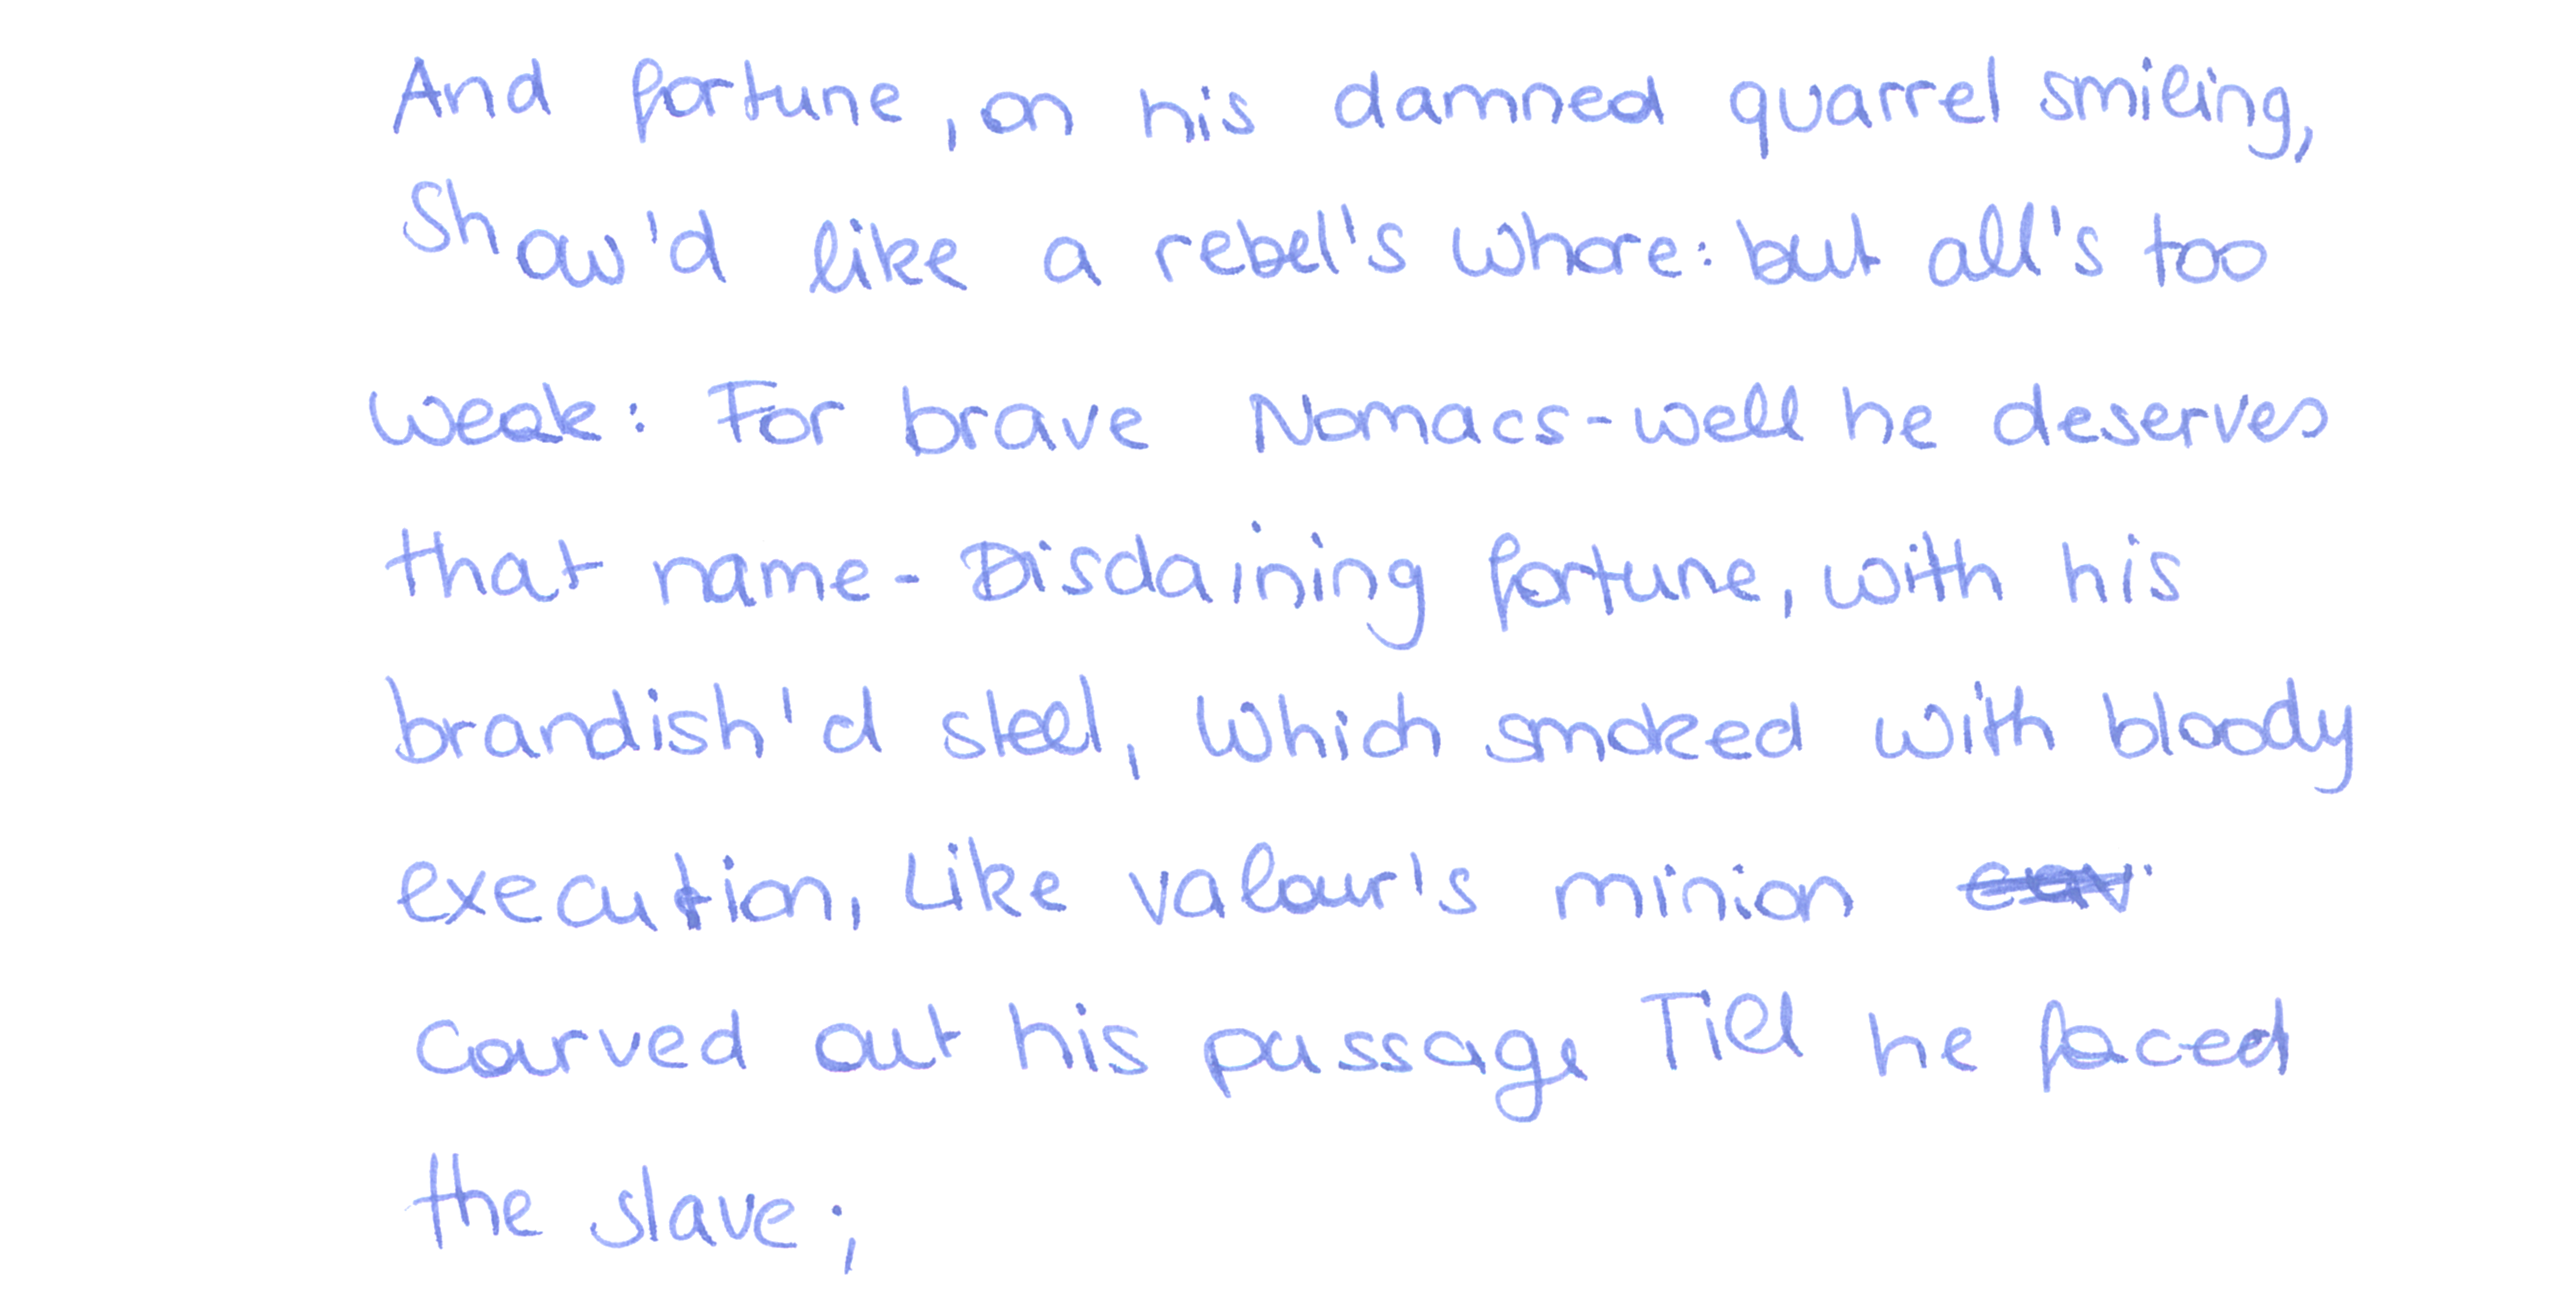 And fortune, on his damned quarrel smiling,
Show'd like a rebel's whore: but all's too
weak: For brave Nomacs-well he deserves
that name - Disdaining fortune, with his
brandish'd steel, Which smoked with bloody
execution, Like valour's minion
carved out his passage Till he faced
the slave;